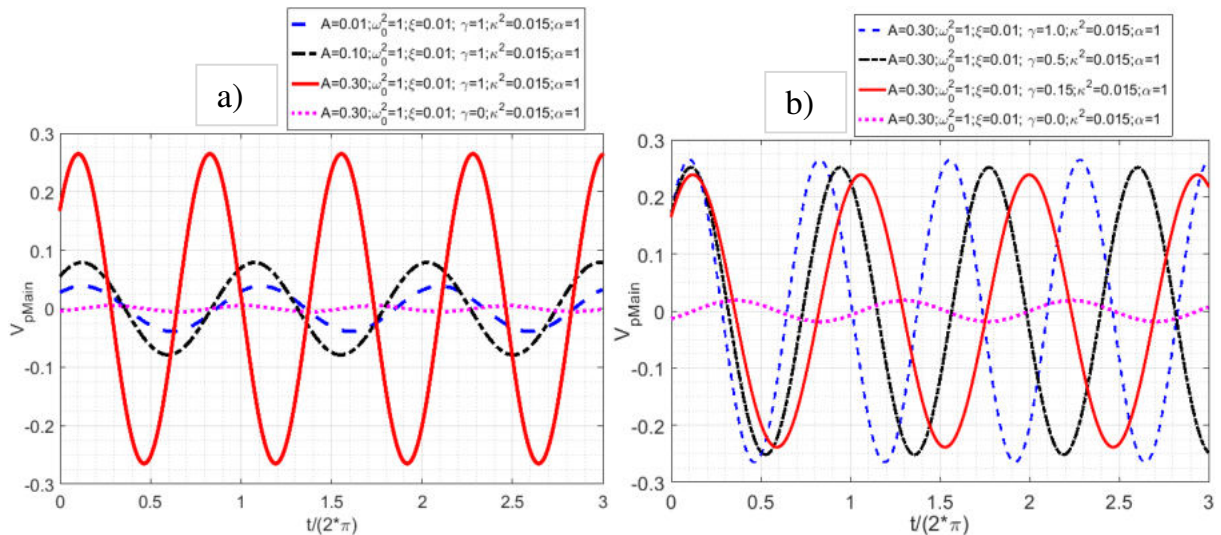 a)
A=0.01;ω₀²=1;ξ=0.01; γ=1;κ²=0.015;α=1
A=0.10;ω₀²=1;ξ=0.01; γ=1;κ²=0.015;α=1
A=0.30;ω₀²=1;ξ=0.01; γ=1;κ²=0.015;α=1
A=0.30;ω₀²=1;ξ=0.01; γ=0;κ²=0.015;α=1
0.3
0.2
0.1
0
-0.1
-0.2
-0.3
V_pMain
0 0.5 1 1.5 2 2.5 3
t/(2*π)
b)
A=0.30;ω₀²=1;ξ=0.01; γ=1.0;κ²=0.015;α=1
A=0.30;ω₀²=1;ξ=0.01; γ=0.5;κ²=0.015;α=1
A=0.30;ω₀²=1;ξ=0.01; γ=0.15;κ²=0.015;α=1
A=0.30;ω₀²=1;ξ=0.01; γ=0.0;κ²=0.015;α=1
0.3
0.2
0.1
0
-0.1
-0.2
-0.3
V_pMain
0 0.5 1 1.5 2 2.5 3
t/(2*π)